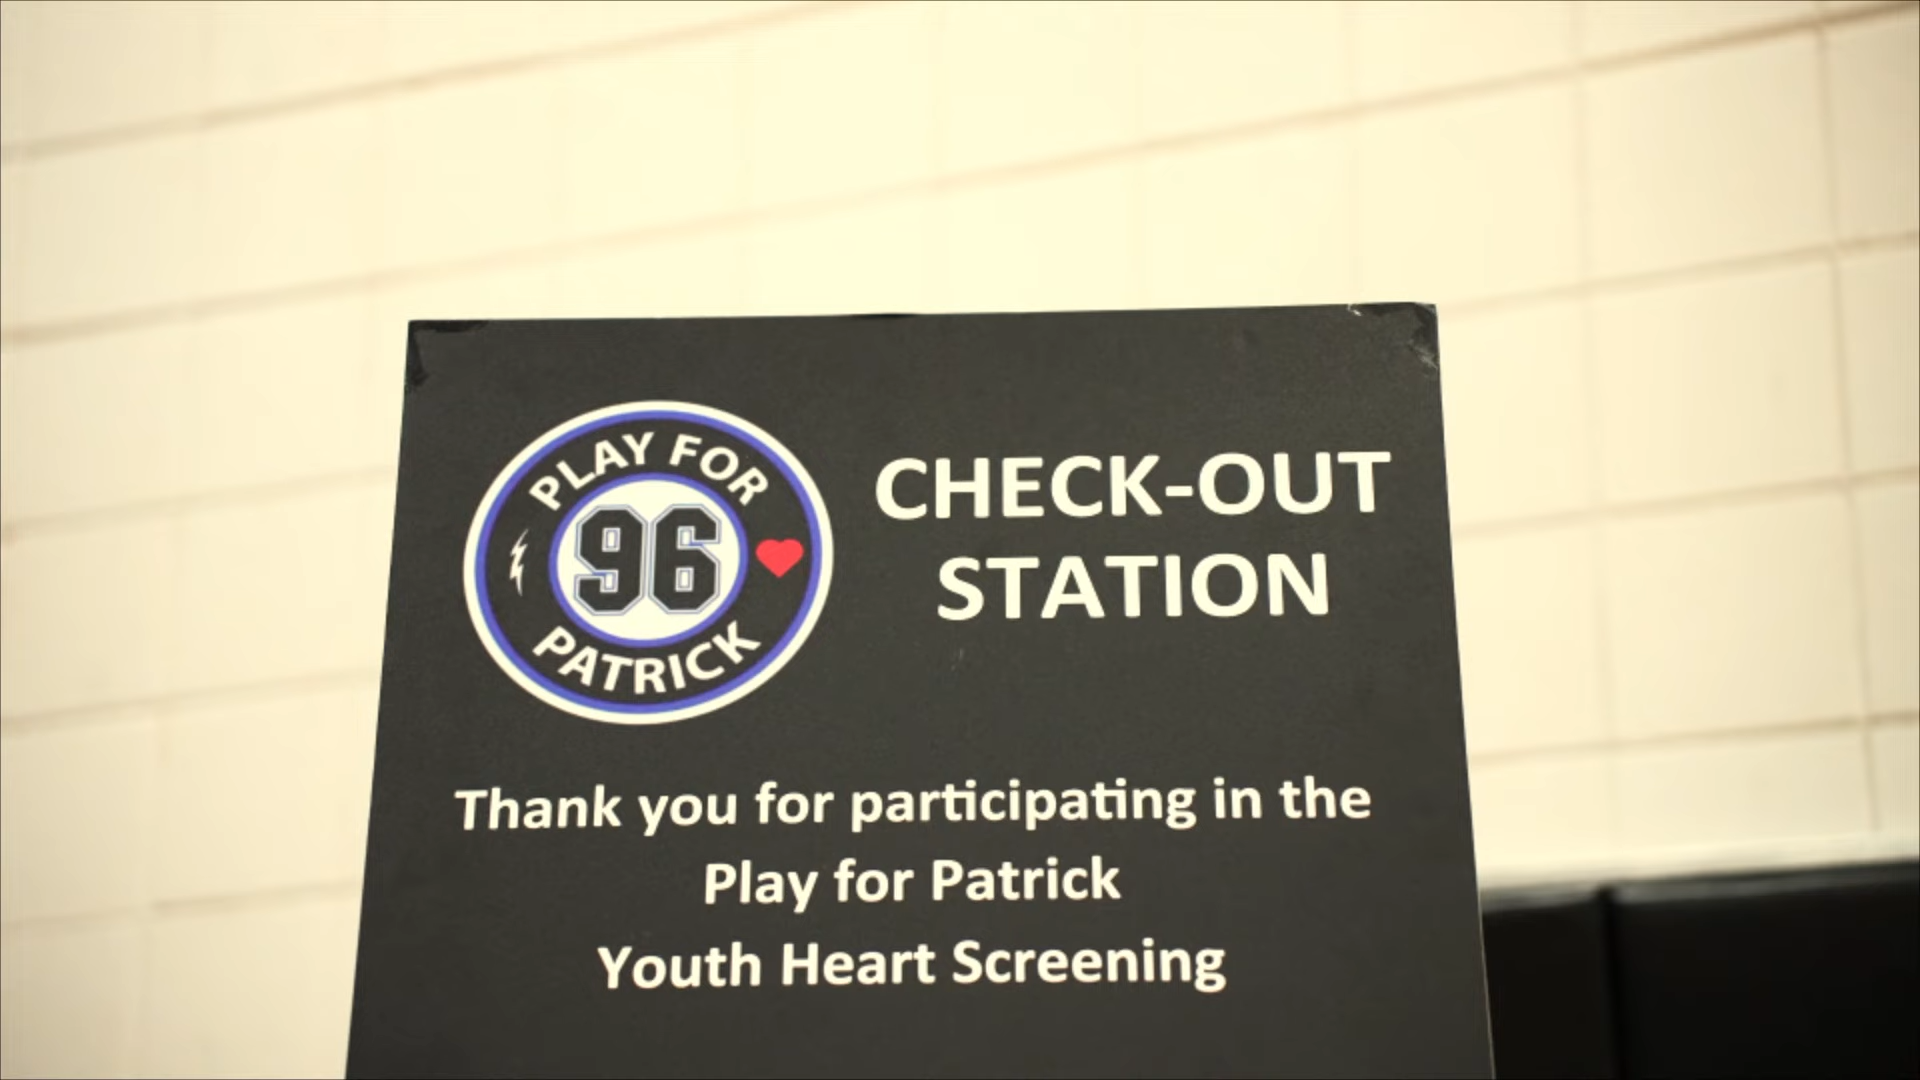 PLAY FOR
96
PATRICK
CHECK-OUT
STATION
Thank you for participating in the
Play for Patrick
Youth Heart Screening